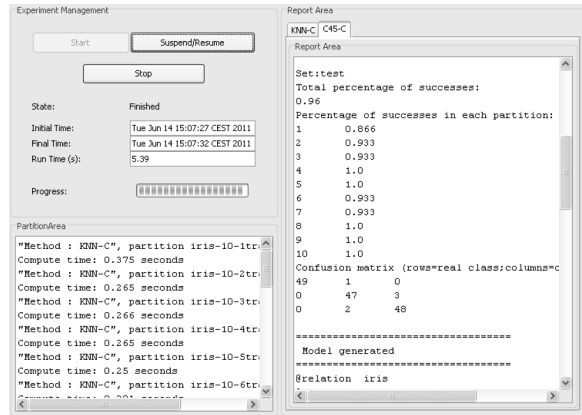 Experiment Management
Start
Suspend/Resume
Stop
State: Finished
Initial Time: Tue Jun 14 15:07:27 CEST 2011
Final Time: Tue Jun 14 15:07:32 CEST 2011
Run Time (s): 5.39
Progress:
PartitionArea
"Method : KNN-C", partition iris-10-1tr
Compute time: 0.375 seconds
"Method : KNN-C", partition iris-10-2tr
Compute time: 0.265 seconds
"Method : KNN-C", partition iris-10-3tr
Compute time: 0.266 seconds
"Method : KNN-C", partition iris-10-4tr
Compute time: 0.265 seconds
"Method : KNN-C", partition iris-10-5tr
Compute time: 0.25 seconds
"Method : KNN-C", partition iris-10-6tr
Report Area
KNN-C C45-C
Report Area
Set:test
Total percentage of successes:
0.96
Percentage of successes in each partition:
1 0.866
2 0.933
3 0.933
4 1.0
5 1.0
6 0.933
7 0.933
8 1.0
9 1.0
10 1.0
Confusion matrix (rows=real class;columns=c
49 1 0
0 47 3
0 2 48
==================================
Model generated
==================================
@relation iris